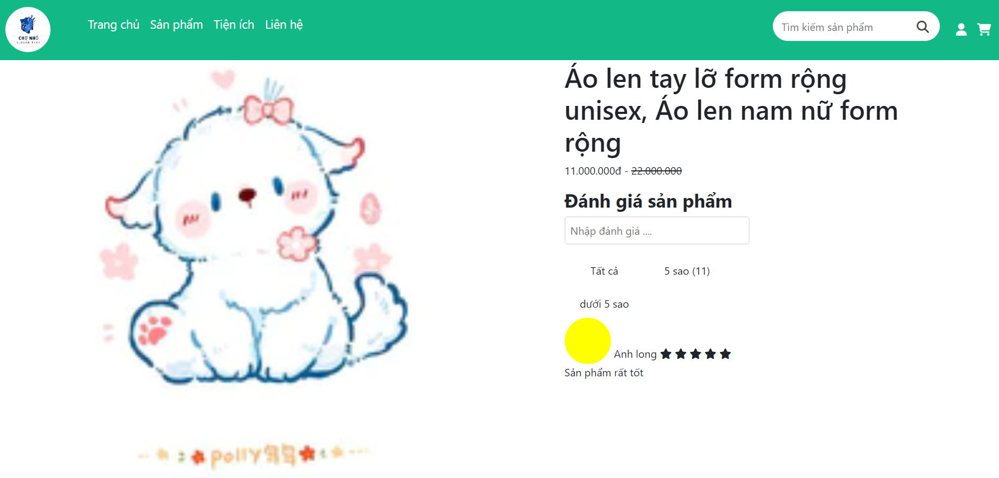 CHỢ NHỎ
SLOGAN HERE
Trang chủ Sản phẩm Tiện ích Liên hệ
Tìm kiếm sản phẩm
Áo len tay lỡ form rộng
unisex, Áo len nam nữ form
rộng
11.000.000đ - 22.000.000
Đánh giá sản phẩm
Nhập đánh giá ....
Tất cả 5 sao (11)
dưới 5 sao
Anh long
Sản phẩm rất tốt
polly